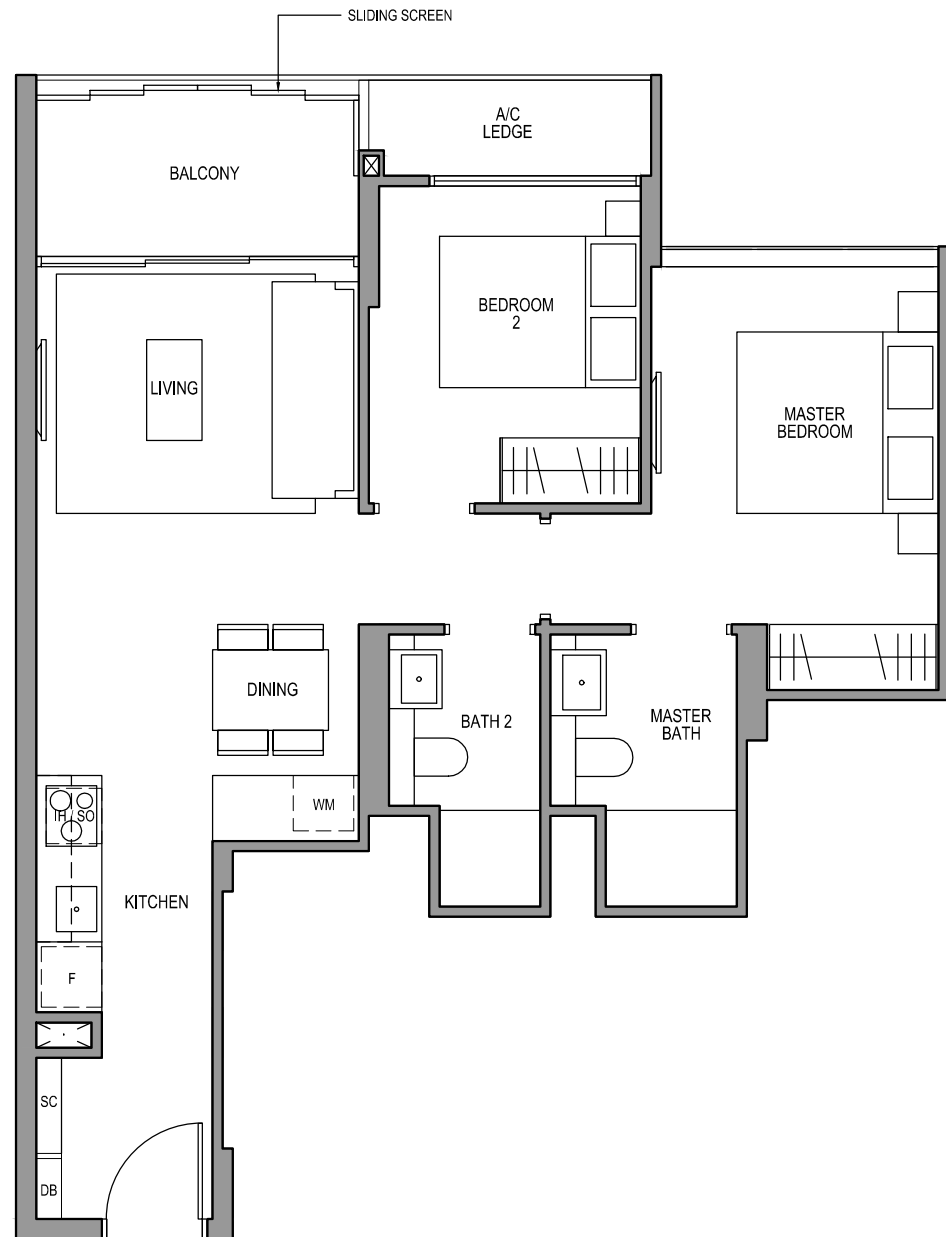 SLIDING SCREEN
A/C
LEDGE
BALCONY
BEDROOM
2
LIVING
MASTER
BEDROOM
DINING
BATH 2
MASTER
BATH
WM
IH SO
KITCHEN
F
SC
DB